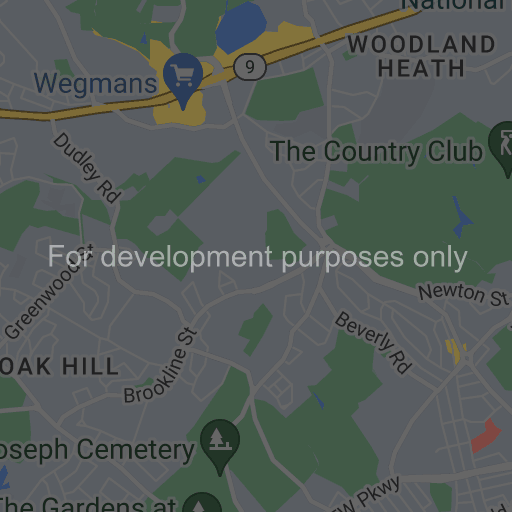 National
WOODLAND
HEATH
9
Wegmans
The Country Club
Dudley Rd
For development purposes only
Greenwood St
Newton St
Beverly Rd
OAK HILL
Brookline St
oseph Cemetery
The Gardens at
W Pkwy